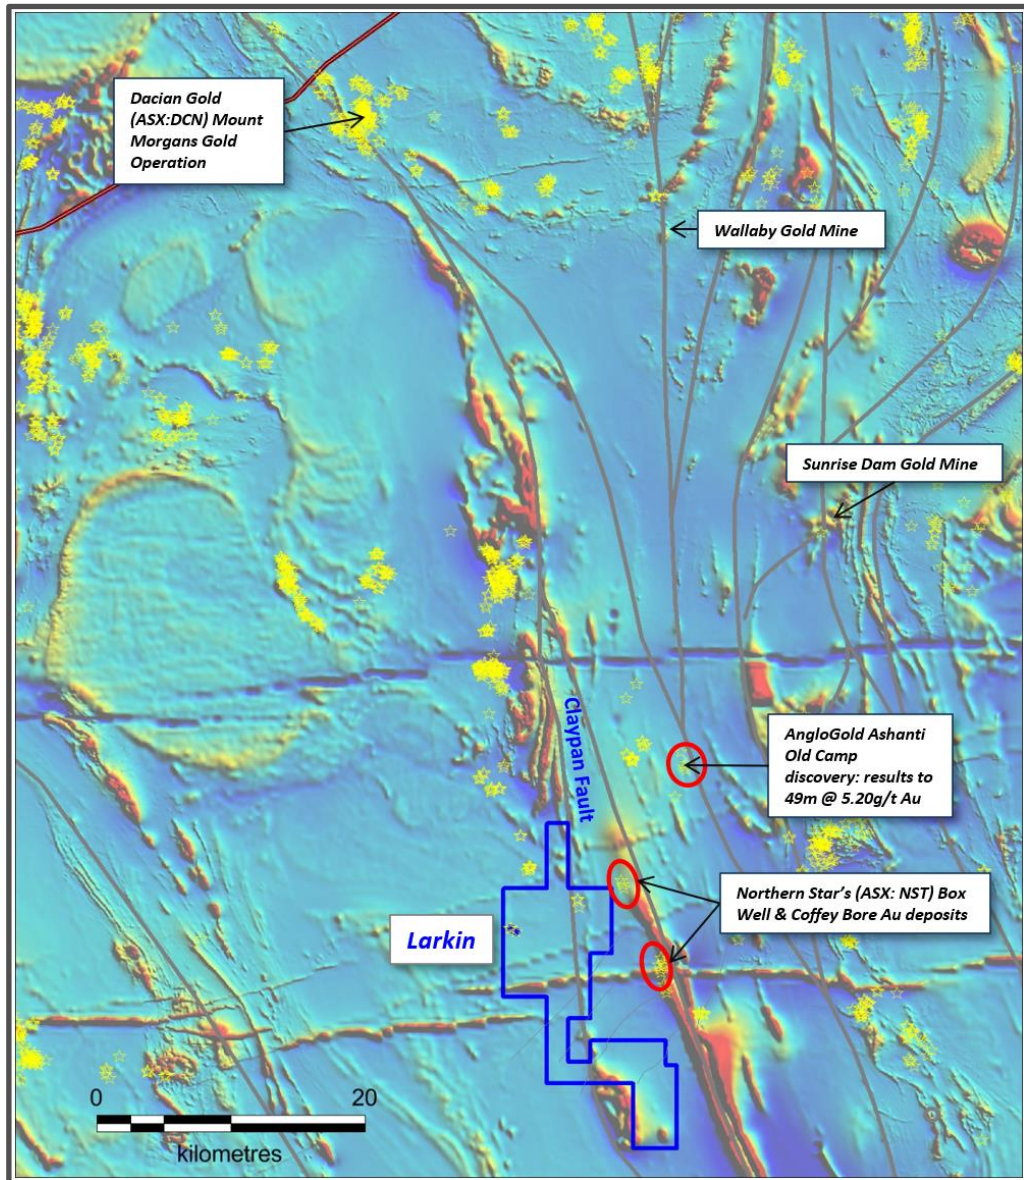 Dacian Gold
(ASX:DCN) Mount
Morgans Gold
Operation
Wallaby Gold Mine
Sunrise Dam Gold Mine
Claypan Fault
AngloGold Ashanti
Old Camp
discovery: results to
49m @ 5.20g/t Au
Northern Star's (ASX: NST) Box
Well & Coffey Bore Au deposits
Larkin
0 20
kilometres